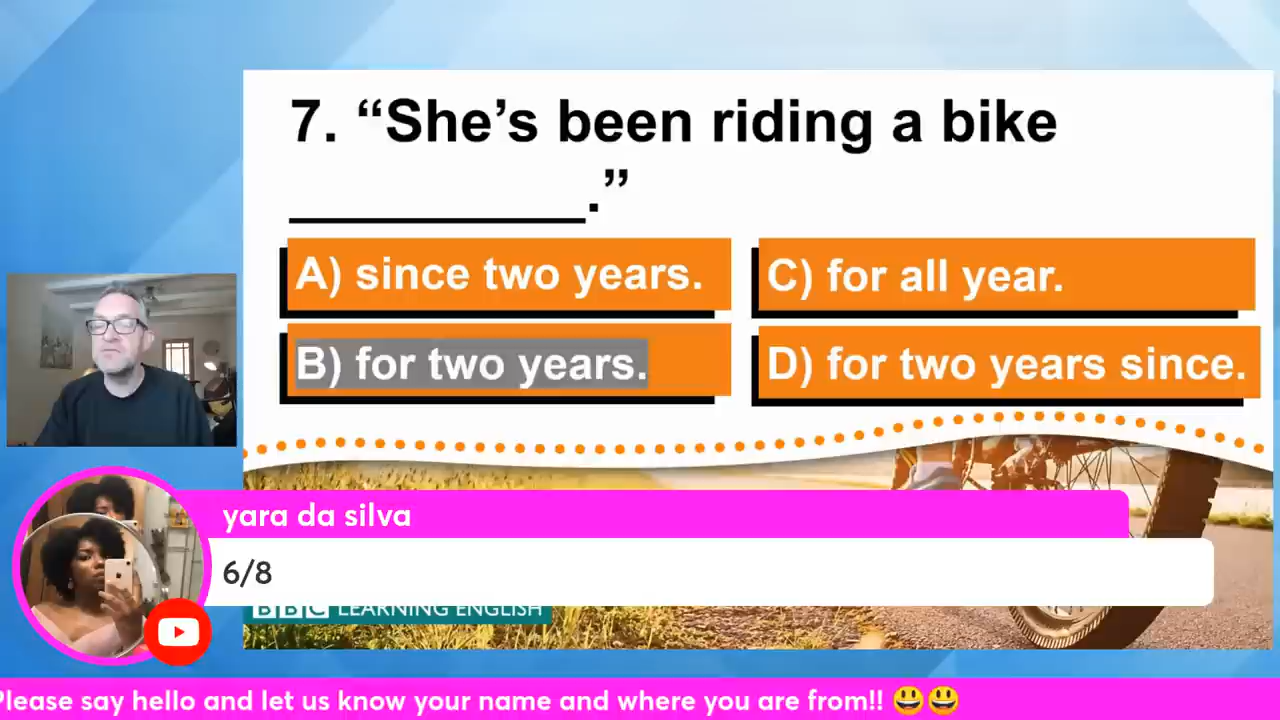 7. “She’s been riding a bike
____________.”
A) since two years.
C) for all year.
B) for two years.
D) for two years since.
yara da silva
6/8
BBC LEARNING ENGLISH
Please say hello and let us know your name and where you are from!! 😃😃